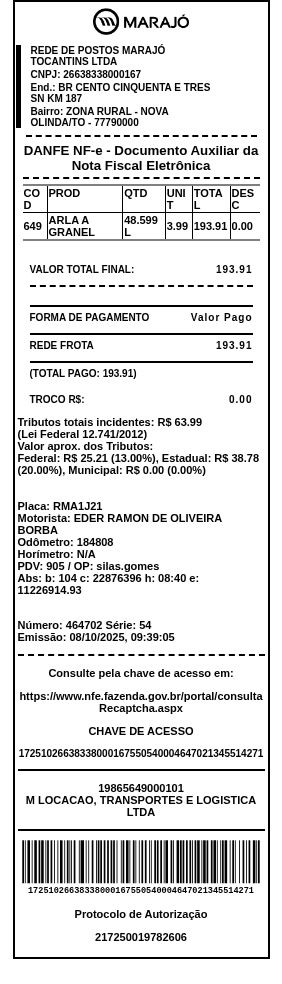 MARAJÓ
REDE DE POSTOS MARAJÓ
TOCANTINS LTDA
CNPJ: 26638338000167
End.: BR CENTO CINQUENTA E TRES
SN KM 187
Bairro: ZONA RURAL - NOVA
OLINDA/TO - 77790000
DANFE NF-e - Documento Auxiliar da
Nota Fiscal Eletrônica
CO PROD QTD UNI TOTA DES
D T L C
649 ARLA A 48.599 3.99 193.91 0.00
GRANEL L
VALOR TOTAL FINAL: 193.91
FORMA DE PAGAMENTO Valor Pago
REDE FROTA 193.91
(TOTAL PAGO: 193.91)
TROCO R$: 0.00
Tributos totais incidentes: R$ 63.99
(Lei Federal 12.741/2012)
Valor aprox. dos Tributos:
Federal: R$ 25.21 (13.00%), Estadual: R$ 38.78
(20.00%), Municipal: R$ 0.00 (0.00%)
Placa: RMA1J21
Motorista: EDER RAMON DE OLIVEIRA
BORBA
Odômetro: 184808
Horímetro: N/A
PDV: 905 / OP: silas.gomes
Abs: b: 104 c: 22876396 h: 08:40 e:
11226914.93
Número: 464702 Série: 54
Emissão: 08/10/2025, 09:39:05
Consulte pela chave de acesso em:
https://www.nfe.fazenda.gov.br/portal/consulta
Recaptcha.aspx
CHAVE DE ACESSO
17251026638338000167550540004647021345514271
19865649000101
M LOCACAO, TRANSPORTES E LOGISTICA
LTDA
17251026638338000167550540004647021345514271
Protocolo de Autorização
217250019782606